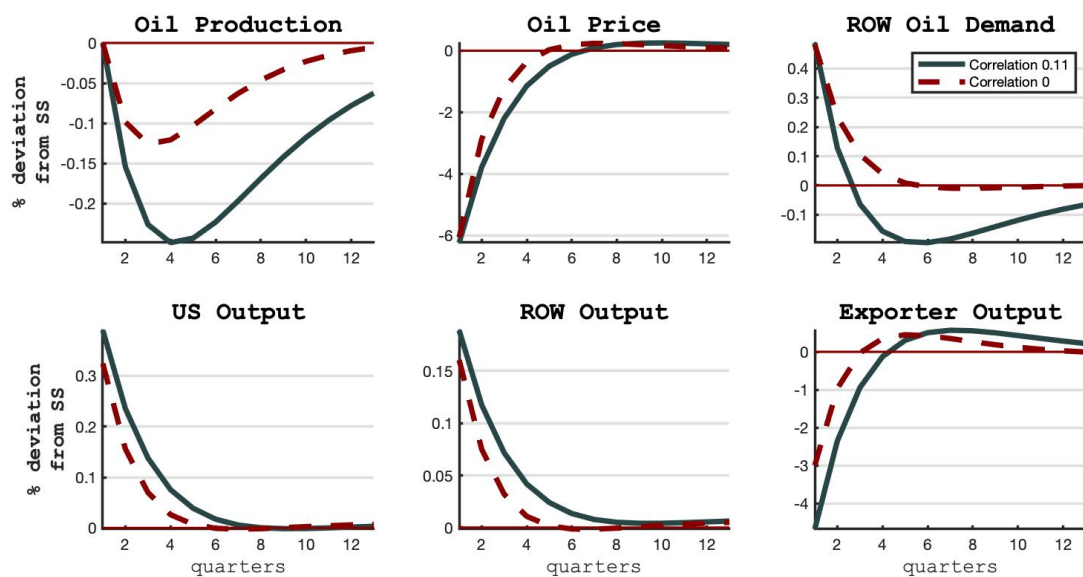 Oil Production
Oil Price
ROW Oil Demand
% deviation
from SS
0
-0.05
-0.1
-0.15
-0.2
2 4 6 8 10 12
0
-2
-4
-6
2 4 6 8 10 12
Correlation 0.11
Correlation 0
0.4
0.3
0.2
0.1
0
-0.1
2 4 6 8 10 12
US Output
ROW Output
Exporter Output
% deviation
from SS
0.3
0.2
0.1
0
2 4 6 8 10 12
quarters
0.15
0.1
0.05
0
2 4 6 8 10 12
quarters
0
-1
-2
-3
-4
2 4 6 8 10 12
quarters